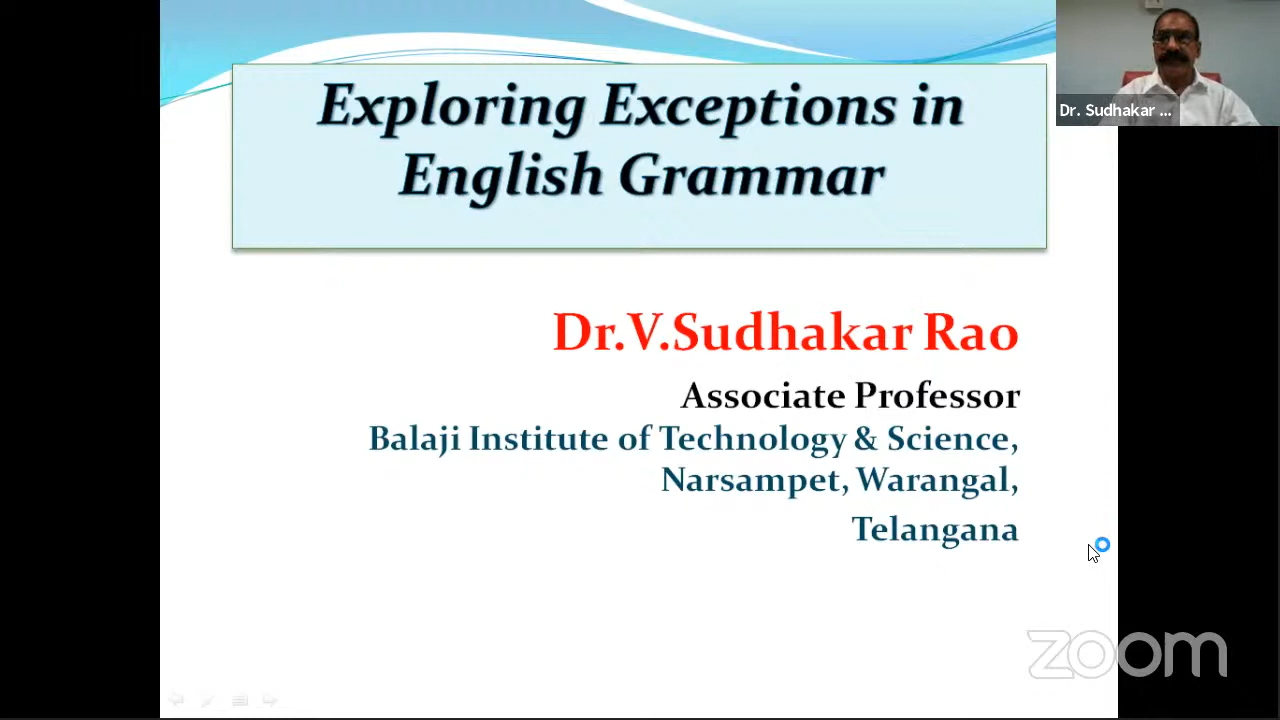 Exploring Exceptions in
English Grammar
Dr. Sudhakar ...
Dr.V.Sudhakar Rao
Associate Professor
Balaji Institute of Technology & Science,
Narsampet, Warangal,
Telangana
zoom